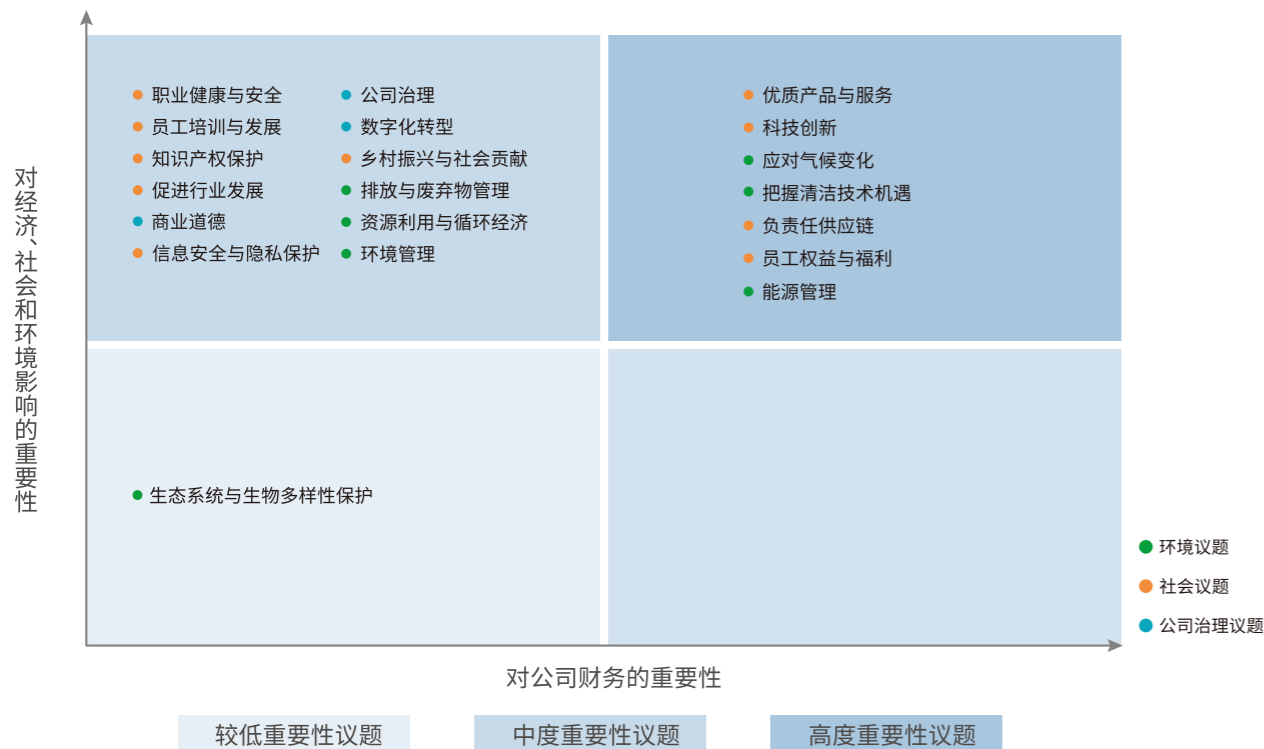 对经济、社会和环境影响的重要性
职业健康与安全
员工培训与发展
知识产权保护
促进行业发展
商业道德
信息安全与隐私保护
公司治理
数字化转型
乡村振兴与社会贡献
排放与废弃物管理
资源利用与循环经济
环境管理
优质产品与服务
科技创新
应对气候变化
把握清洁技术机遇
负责任供应链
员工权益与福利
能源管理
生态系统与生物多样性保护
环境议题
社会议题
公司治理议题
对公司财务的重要性
较低重要性议题
中度重要性议题
高度重要性议题